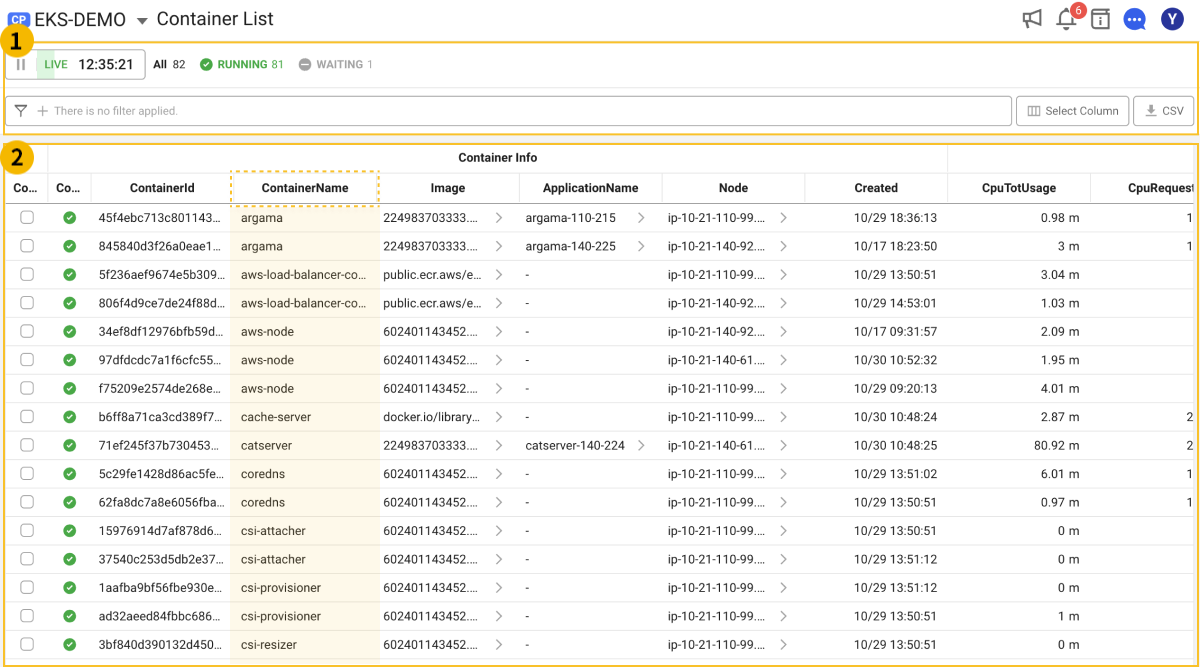 CP EKS-DEMO Container List 6 Y
1
LIVE 12:35:21 All 82 RUNNING 81 WAITING 1
There is no filter applied. Select Column CSV
2
Container Info
Co... Co... ContainerId ContainerName Image ApplicationName Node Created CpuTotUsage CpuRequest
45f4ebc713c801143... argama 224983703333.... argama-110-215 ip-10-21-110-99.... 10/29 18:36:13 0.98 m 1
845840d3f26a0eae1... argama 224983703333.... argama-140-225 ip-10-21-140-92.... 10/17 18:23:50 3 m 1
5f236aef9674e5b309... aws-load-balancer-co... public.ecr.aws/e... - ip-10-21-110-99.... 10/29 13:50:51 3.04 m
806f4d9ce7de24f88d... aws-load-balancer-co... public.ecr.aws/e... - ip-10-21-140-92.... 10/29 14:53:01 1.03 m
34ef8df12976bfb59d... aws-node 602401143452.... - ip-10-21-140-92.... 10/17 09:31:57 2.09 m
97dfdcdc7a1f6cfc55... aws-node 602401143452.... - ip-10-21-140-61.... 10/30 10:52:32 1.95 m
f75209e2574de268e... aws-node 602401143452.... - ip-10-21-110-99.... 10/29 09:20:13 4.01 m
b6ff8a71ca3cd389f7... cache-server docker.io/library... - ip-10-21-110-99.... 10/30 10:48:24 2.87 m 2
71ef245f37b730453... catserver 224983703333.... catserver-140-224 ip-10-21-140-61.... 10/30 10:48:25 80.92 m 2
5c29fe1428d86ac5fe... coredns 602401143452.... - ip-10-21-110-99.... 10/29 13:51:02 6.01 m 1
62fa8dc7a8e6056fba... coredns 602401143452.... - ip-10-21-110-99.... 10/29 13:50:51 0.97 m 1
15976914d7af878d6... csi-attacher 602401143452.... - ip-10-21-110-99.... 10/29 13:50:51 0 m
37540c253d5db2e37... csi-attacher 602401143452.... - ip-10-21-110-99.... 10/29 13:51:12 0 m
1aafba9bf56fbe930e... csi-provisioner 602401143452.... - ip-10-21-110-99.... 10/29 13:51:12 0 m
ad32aeed84fbbc686... csi-provisioner 602401143452.... - ip-10-21-110-99.... 10/29 13:50:51 1 m
3bf840d390132d450... csi-resizer 602401143452.... - ip-10-21-110-99.... 10/29 13:50:51 0 m